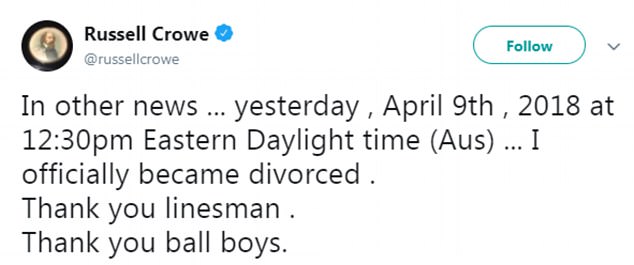 Russell Crowe
@russellcrowe
Follow
In other news ... yesterday , April 9th , 2018 at
12:30pm Eastern Daylight time (Aus) ... I
officially became divorced .
Thank you linesman .
Thank you ball boys.